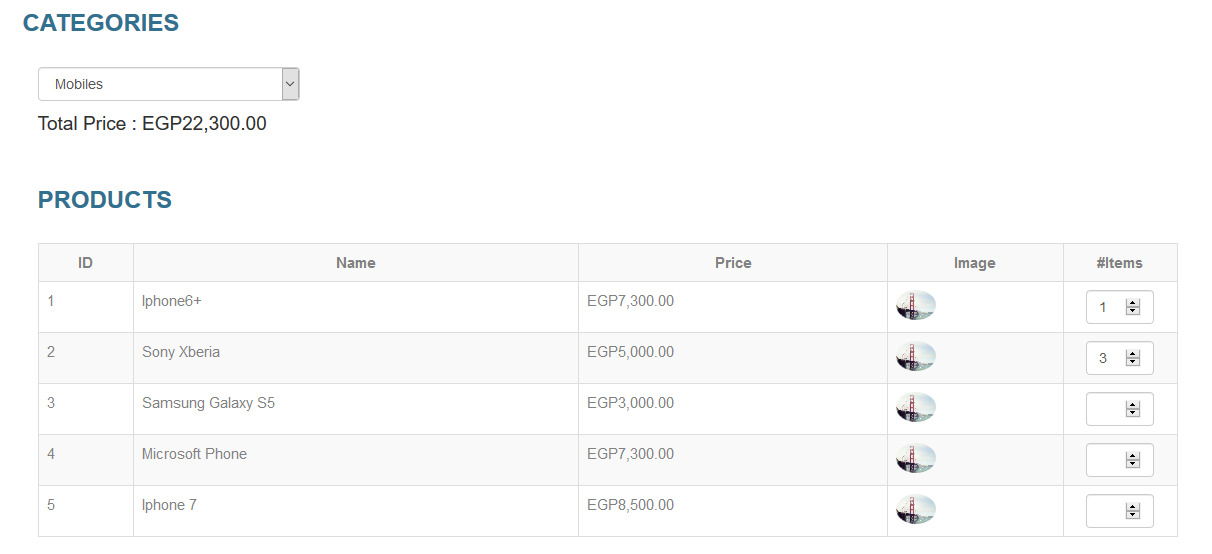 CATEGORIES
Mobiles
Total Price : EGP22,300.00
PRODUCTS
ID Name Price Image #Items
1 Iphone6+ EGP7,300.00 1
2 Sony Xberia EGP5,000.00 3
3 Samsung Galaxy S5 EGP3,000.00
4 Microsoft Phone EGP7,300.00
5 Iphone 7 EGP8,500.00